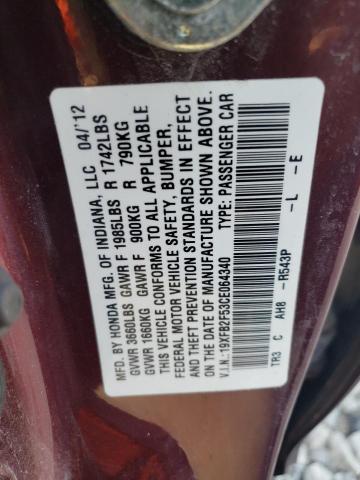 MFD. BY HONDA MFG. OF INDIANA, LLC 04/'12
GVWR 3660LBS GAWR F 1985LBS R 1742LBS
GVWR 1660KG GAWR F 900KG R 790KG
THIS VEHICLE CONFORMS TO ALL APPLICABLE
FEDERAL MOTOR VEHICLE SAFETY, BUMPER,
AND THEFT PREVENTION STANDARDS IN EFFECT
ON THE DATE OF MANUFACTURE SHOWN ABOVE.
V.I.N.:19XFB2F53CE064340 TYPE: PASSENGER CAR
TR3 C AH8 -R543P -L -E